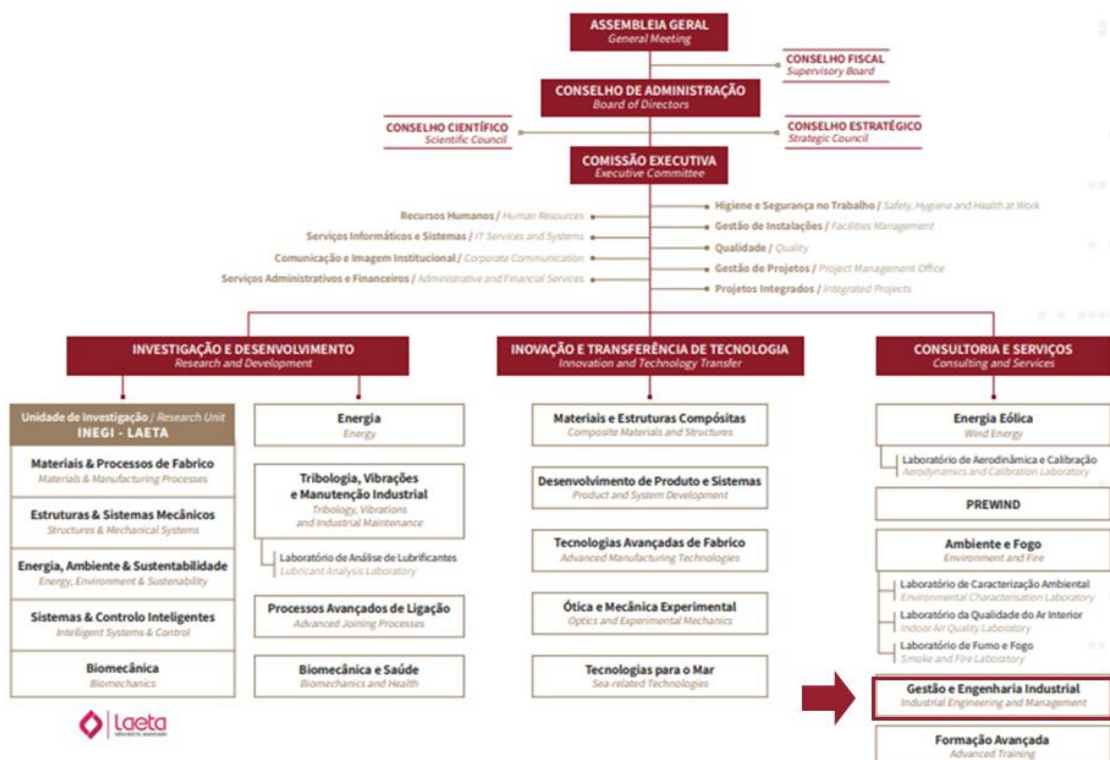 ASSEMBLEIA GERAL
General Meeting
CONSELHO FISCAL
Supervisory Board
CONSELHO DE ADMINISTRAÇÃO
Board of Directors
CONSELHO CIENTÍFICO
Scientific Council
CONSELHO ESTRATÉGICO
Strategic Council
COMISSÃO EXECUTIVA
Executive Committee
Recursos Humanos / Human Resources
Serviços Informáticos e Sistemas / IT Services and Systems
Comunicação e Imagem Institucional / Corporate Communication
Serviços Administrativos e Financeiros / Administrative and Financial Services
Higiene e Segurança no Trabalho / Safety, Hygiene and Health at Work
Gestão de Instalações / Facilities Management
Qualidade / Quality
Gestão de Projetos / Project Management Office
Projetos Integrados / Integrated Projects
INVESTIGAÇÃO E DESENVOLVIMENTO
Research and Development
Unidade de Investigação / Research Unit
INEGI - LAETA
Materiais & Processos de Fabrico
Materials & Manufacturing Processes
Estruturas & Sistemas Mecânicos
Structures & Mechanical Systems
Energia, Ambiente & Sustentabilidade
Energy, Environment & Sustenability
Sistemas & Controlo Inteligentes
Intelligent Systems & Control
Biomecânica
Biomechanics
Laeta
Energia
Energy
Tribologia, Vibrações
e Manutenção Industrial
Tribology, Vibrations
and Industrial Maintenance
Laboratório de Análise de Lubrificantes
Lubricant Analysis Laboratory
Processos Avançados de Ligação
Advanced Joining Processes
Biomecânica e Saúde
Biomechanics and Health
INOVAÇÃO E TRANSFERÊNCIA DE TECNOLOGIA
Innovation and Technology Transfer
Materiais e Estruturas Compósitas
Composite Materials and Structures
Desenvolvimento de Produto e Sistemas
Product and System Development
Tecnologias Avançadas de Fabrico
Advanced Manufacturing Technologies
Ótica e Mecânica Experimental
Optics and Experimental Mechanics
Tecnologias para o Mar
Sea-related Technologies
CONSULTORIA E SERVIÇOS
Consulting and Services
Energia Eólica
Wind Energy
Laboratório de Aerodinâmica e Calibração
Aerodynamics and Calibration Laboratory
PREWIND
Ambiente e Fogo
Environment and Fire
Laboratório de Caracterização Ambiental
Environmental Characterisation Laboratory
Laboratório da Qualidade do Ar Interior
Indoor Air Quality Laboratory
Laboratório de Fumo e Fogo
Smoke and Fire Laboratory
Gestão e Engenharia Industrial
Industrial Engineering and Management
Formação Avançada
Advanced Training